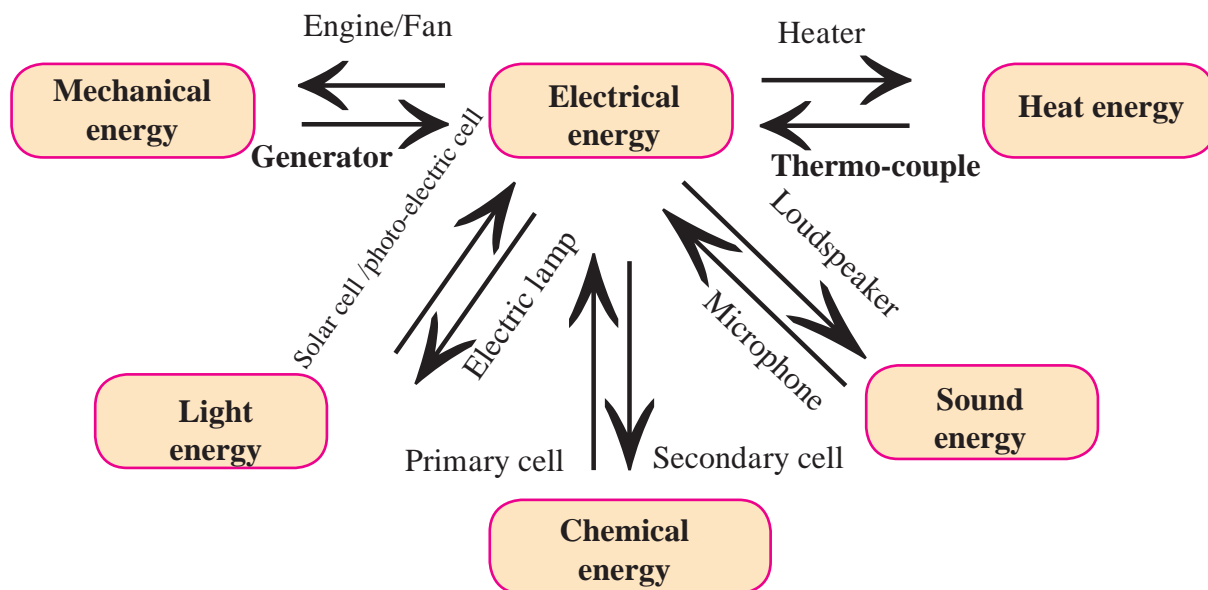 Engine/Fan
Heater
Mechanical
energy
Electrical
energy
Heat energy
Generator
Thermo-couple
Solar cell /photo-electric cell
Electric lamp
Loudspeaker
Microphone
Light
energy
Sound
energy
Primary cell
Secondary cell
Chemical
energy